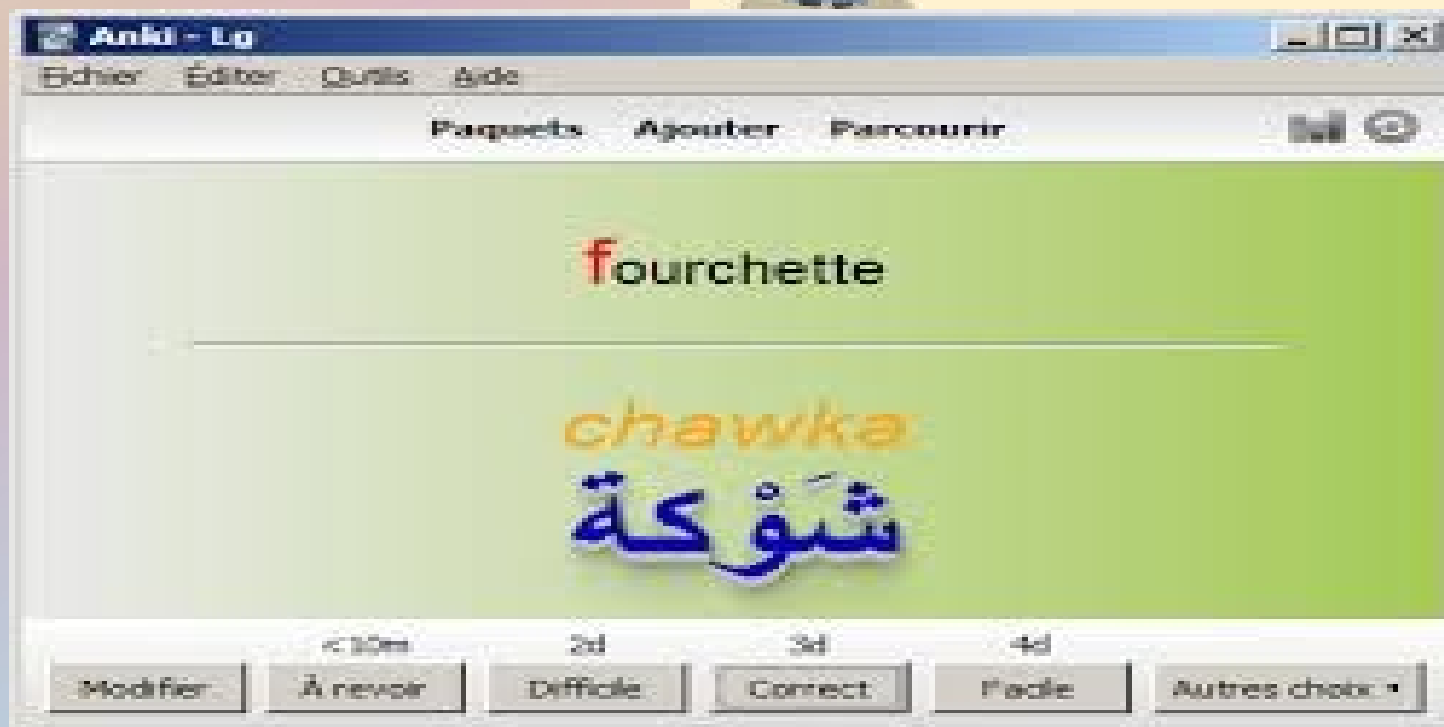 Anki - Lg
Fichier Éditer Outils Aide
Paquets Ajouter Parcourir
fourchette
chawka
شَوْكة
<10m 2d 3d 4d
Modifier À revoir Difficile Correct Facile Autres choix